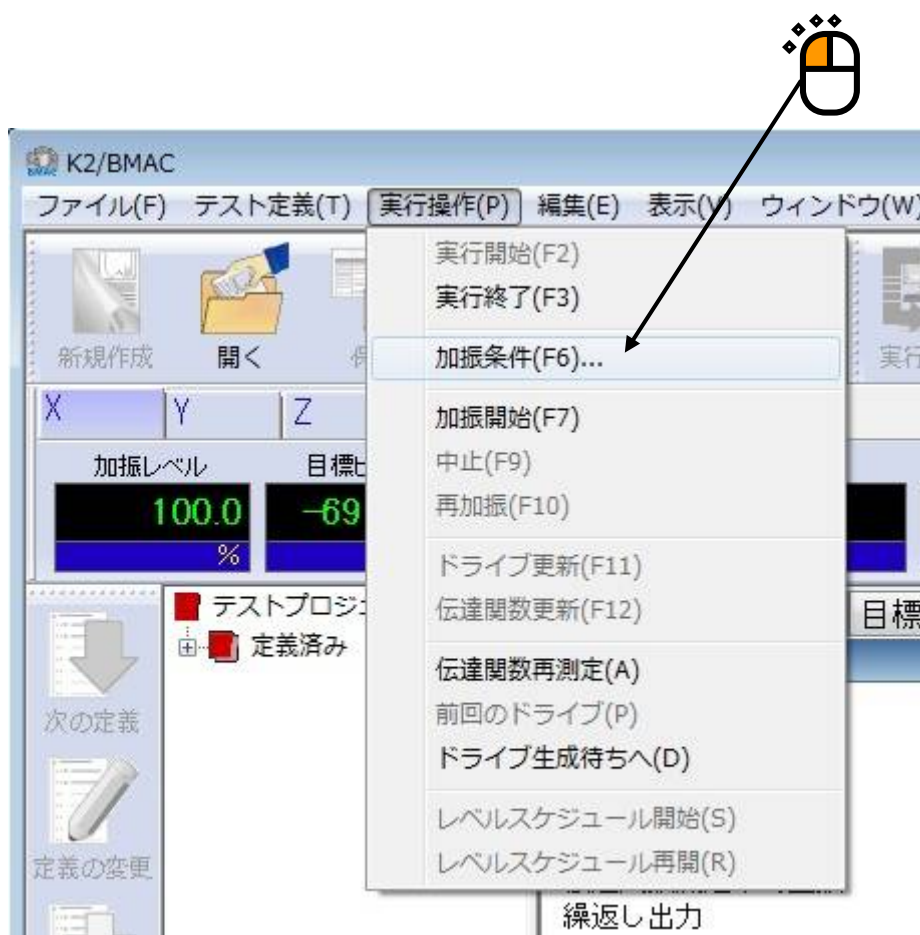 K2/BMAC
ファイル(F) テスト定義(T) 実行操作(P) 編集(E) 表示(V) ウィンドウ(W)
実行開始(F2)
実行終了(F3)
加振条件(F6)...
加振開始(F7)
中止(F9)
再加振(F10)
ドライブ更新(F11)
伝達関数更新(F12)
伝達関数再測定(A)
前回のドライブ(P)
ドライブ生成待ちへ(D)
レベルスケジュール開始(S)
レベルスケジュール再開(R)
新規作成 開く
実行
X Y Z
加振レベル 目標
100.0 -69
%
テストプロジ
定義済み
目標
次の定義
定義の変更
繰返し出力